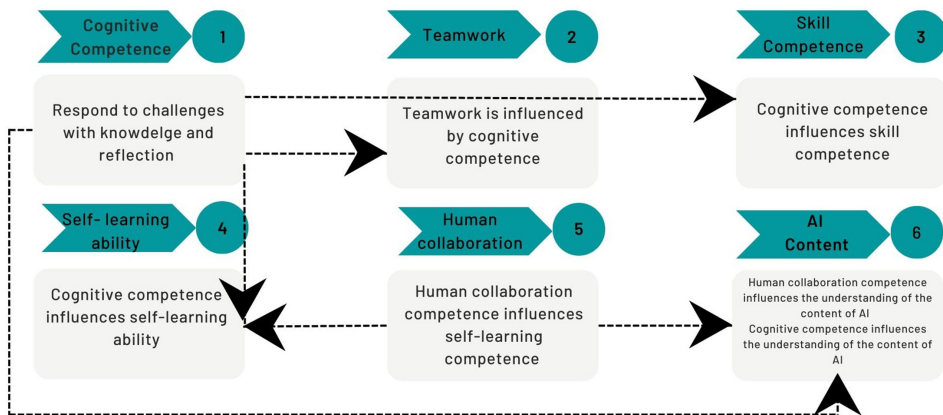 Cognitive
Competence
1
Teamwork
2
Skill
Competence
3
Respond to challenges
with knowdelge and
reflection
Teamwork is influenced
by cognitive
competence
Cognitive competence
influences skill
competence
Self- learning
ability
4
Human
collaboration
5
AI
Content
6
Cognitive competence
influences self-learning
ability
Human collaboration
competence influences
self-learning
competence
Human collaboration competence
influences the understanding of the
content of AI
Cognitive competence influences
the understanding of the content of
AI